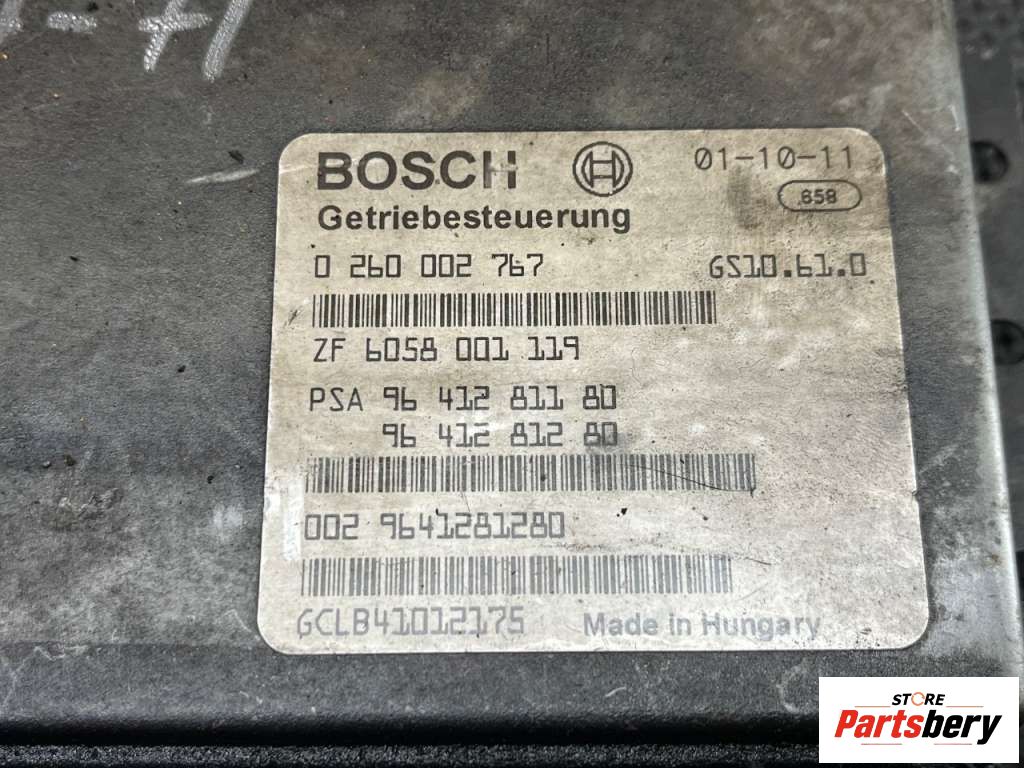 BOSCH 01-10-11
858
Getriebesteuerung
0 260 002 767 GS10.61.0
ZF 6058 001 119
PSA 96 412 811 80
96 412 812 80
002 9641281280
GCLB41012175 Made in Hungary
STORE
Partsbery